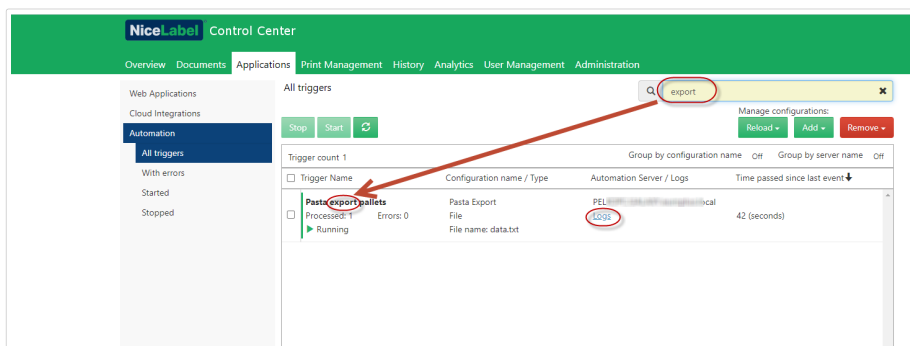 NiceLabel Control Center
Overview Documents Applications Print Management History Analytics User Management Administration
Web Applications
Cloud Integrations
Automation
All triggers
With errors
Started
Stopped
All triggers
export
Manage configurations:
Stop Start Reload Add Remove
Trigger count 1 Group by configuration name Off Group by server name Off
Trigger Name Configuration name / Type Automation Server / Logs Time passed since last event
Pasta export pallets Pasta Export
Processed: 1 Errors: 0 File Logs 42 (seconds)
Running File name: data.txt